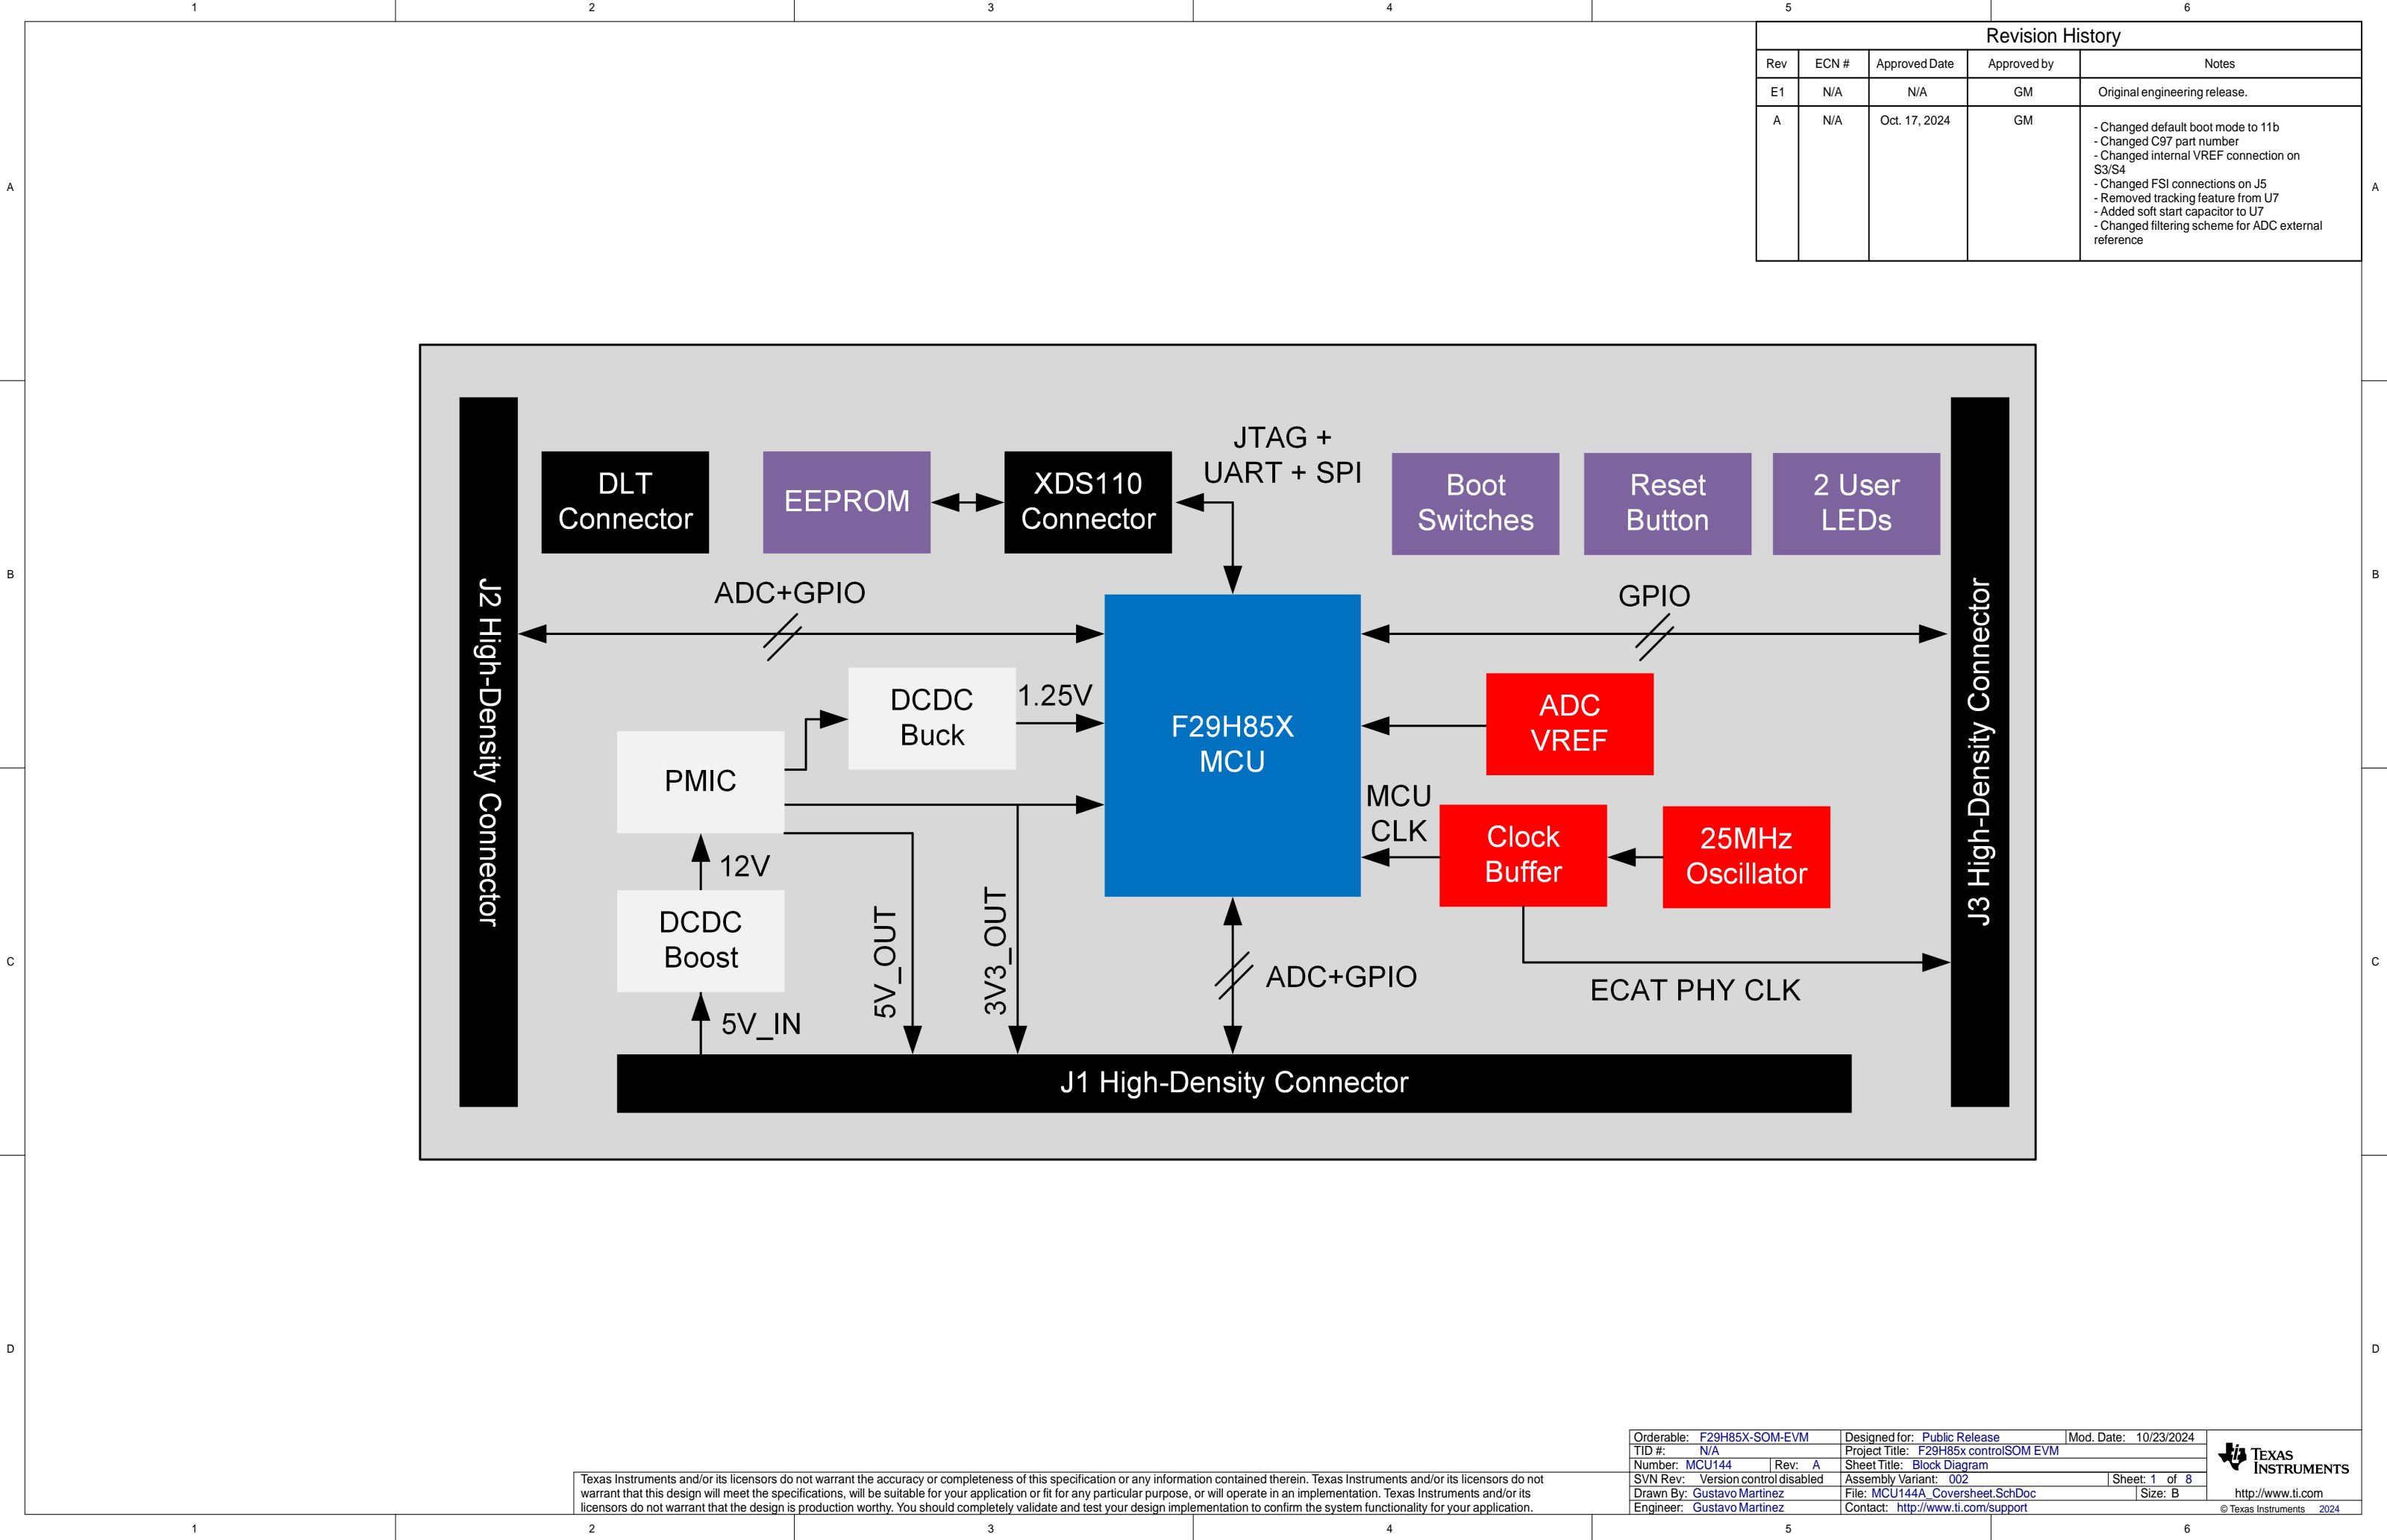 1 2 3 4 5 6
Revision History
Rev ECN # Approved Date Approved by Notes
E1 N/A N/A GM Original engineering release.
A N/A Oct. 17, 2024 GM - Changed default boot mode to 11b
- Changed C97 part number
- Changed internal VREF connection on
S3/S4
- Changed FSI connections on J5
- Removed tracking feature from U7
- Added soft start capacitor to U7
- Changed filtering scheme for ADC external
reference
A A
JTAG +
UART + SPI
DLT
Connector
EEPROM
XDS110
Connector
Boot
Switches
Reset
Button
2 User
LEDs
B B
J2 High-Density Connector
ADC+GPIO
GPIO
J3 High-Density Connector
DCDC
Buck
1.25V
F29H85X
MCU
ADC
VREF
PMIC
MCU
CLK
Clock
Buffer
25MHz
Oscillator
12V
DCDC
Boost
5V_OUT
3V3_OUT
ADC+GPIO
ECAT PHY CLK
C C
5V_IN
J1 High-Density Connector
D D
Orderable: F29H85X-SOM-EVM Designed for: Public Release Mod. Date: 10/23/2024
TID #: N/A Project Title: F29H85x controlSOM EVM
Number: MCU144 Rev: A Sheet Title: Block Diagram
SVN Rev: Version control disabled Assembly Variant: 002 Sheet: 1 of 8
Drawn By: Gustavo Martinez File: MCU144A_Coversheet.SchDoc Size: B
Engineer: Gustavo Martinez Contact: http://www.ti.com/support
TEXAS
INSTRUMENTS
http://www.ti.com
© Texas Instruments 2024
Texas Instruments and/or its licensors do not warrant the accuracy or completeness of this specification or any information contained therein. Texas Instruments and/or its licensors do not
warrant that this design will meet the specifications, will be suitable for your application or fit for any particular purpose, or will operate in an implementation. Texas Instruments and/or its
licensors do not warrant that the design is production worthy. You should completely validate and test your design implementation to confirm the system functionality for your application.
1 2 3 4 5 6